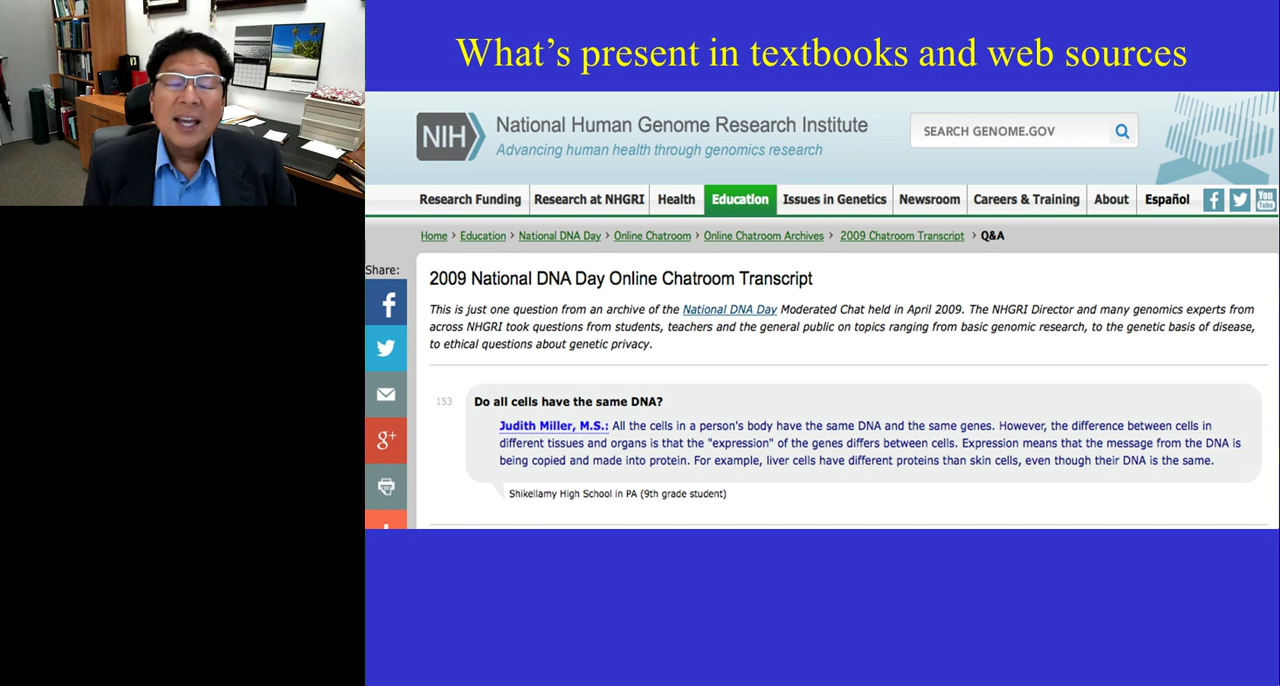 What's present in textbooks and web sources
NIH
National Human Genome Research Institute
Advancing human health through genomics research
SEARCH GENOME.GOV
Research Funding
Research at NHGRI
Health
Education
Issues in Genetics
Newsroom
Careers & Training
About
Español
f
You
Tube
Home › Education › National DNA Day › Online Chatroom › Online Chatroom Archives › 2009 Chatroom Transcript › Q&A
Share:
f
g+
2009 National DNA Day Online Chatroom Transcript
This is just one question from an archive of the National DNA Day Moderated Chat held in April 2009. The NHGRI Director and many genomics experts from
across NHGRI took questions from students, teachers and the general public on topics ranging from basic genomic research, to the genetic basis of disease,
to ethical questions about genetic privacy.
153
Do all cells have the same DNA?
Judith Miller, M.S.: All the cells in a person's body have the same DNA and the same genes. However, the difference between cells in
different tissues and organs is that the "expression" of the genes differs between cells. Expression means that the message from the DNA is
being copied and made into protein. For example, liver cells have different proteins than skin cells, even though their DNA is the same.
Shikellamy High School in PA (9th grade student)